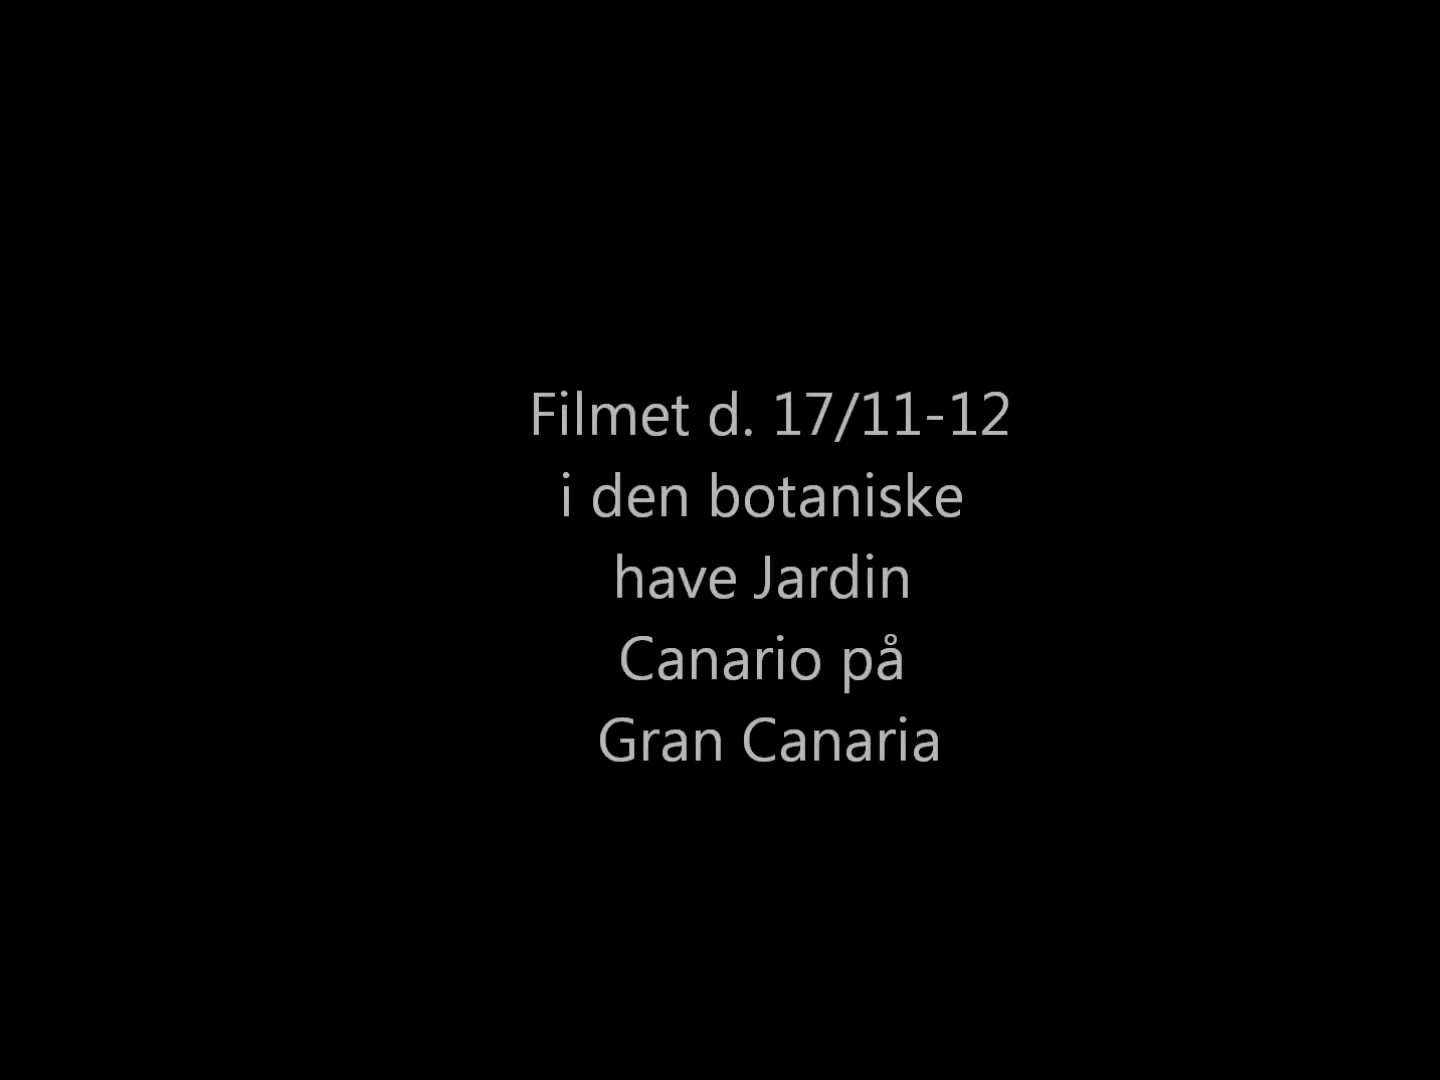 Filmet d. 17/11-12
i den botaniske
have Jardin
Canario på
Gran Canaria